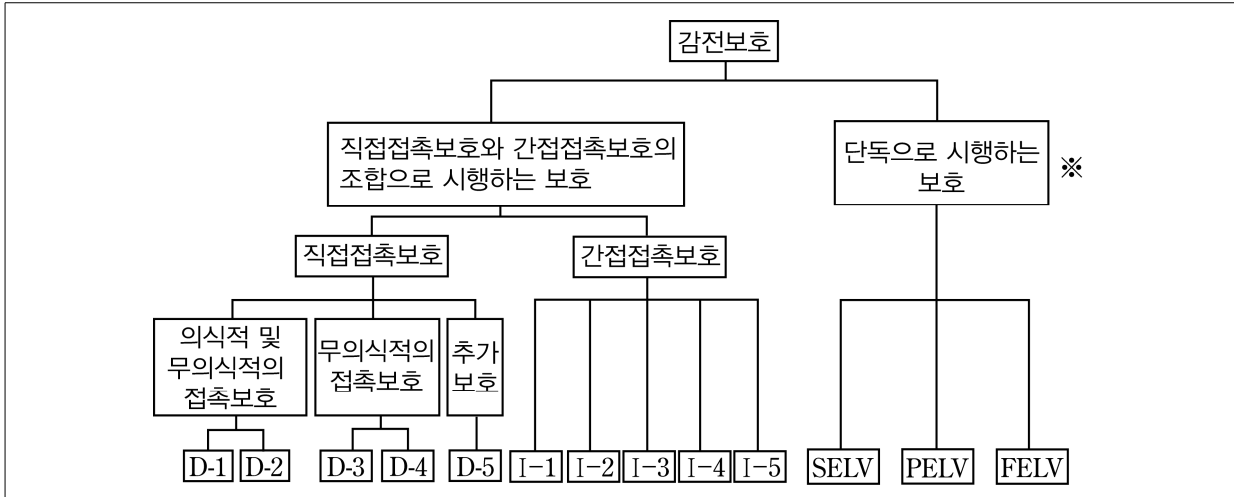 감전보호
직접접촉보호와 간접접촉보호의
조합으로 시행하는 보호
단독으로 시행하는
보호
※
직접접촉보호
간접접촉보호
의식적 및
무의식적의
접촉보호
무의식적의
접촉보호
추가
보호
D-1
D-2
D-3
D-4
D-5
I-1
I-2
I-3
I-4
I-5
SELV
PELV
FELV